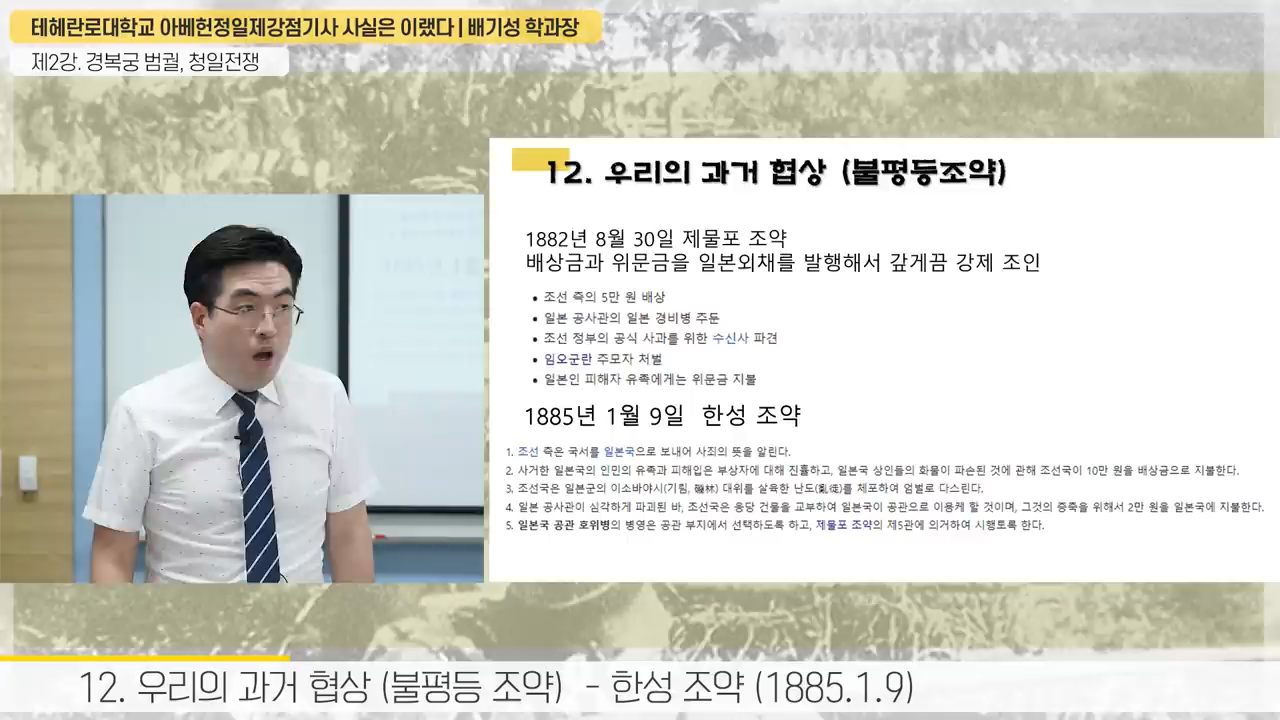 테헤란로대학교 아베헌정일제강점기사 사실은 이랬다 | 배기성 학과장
제2강. 경복궁 범궐, 청일전쟁
12. 우리의 과거 협상 (불평등조약)
1882년 8월 30일 제물포 조약
배상금과 위문금을 일본외채를 발행해서 갚게끔 강제 조인
• 조선 측의 5만 원 배상
• 일본 공사관의 일본 경비병 주둔
• 조선 정부의 공식 사과를 위한 수신사 파견
• 임오군란 주모자 처벌
• 일본인 피해자 유족에게는 위문금 지불
1885년 1월 9일 한성 조약
1. 조선 측은 국서를 일본국으로 보내어 사죄의 뜻을 알린다.
2. 사거한 일본국의 인민의 유족과 피해입은 부상자에 대해 진휼하고, 일본국 상인들의 화물이 파손된 것에 관해 조선국이 10만 원을 배상금으로 지불한다.
3. 조선국은 일본군의 이소바야시(기림, 磯林) 대위를 살육한 난도(亂徒)를 체포하여 엄벌로 다스린다.
4. 일본 공사관이 심각하게 파괴된 바, 조선국은 응당 건물을 교부하여 일본국이 공관으로 이용케 할 것이며, 그것의 증축을 위해서 2만 원을 일본국에 지불한다.
5. 일본국 공관 호위병의 병영은 공관 부지에서 선택하도록 하고, 제물포 조약의 제5관에 의거하여 시행토록 한다.
12. 우리의 과거 협상 (불평등 조약) - 한성 조약 (1885.1.9)